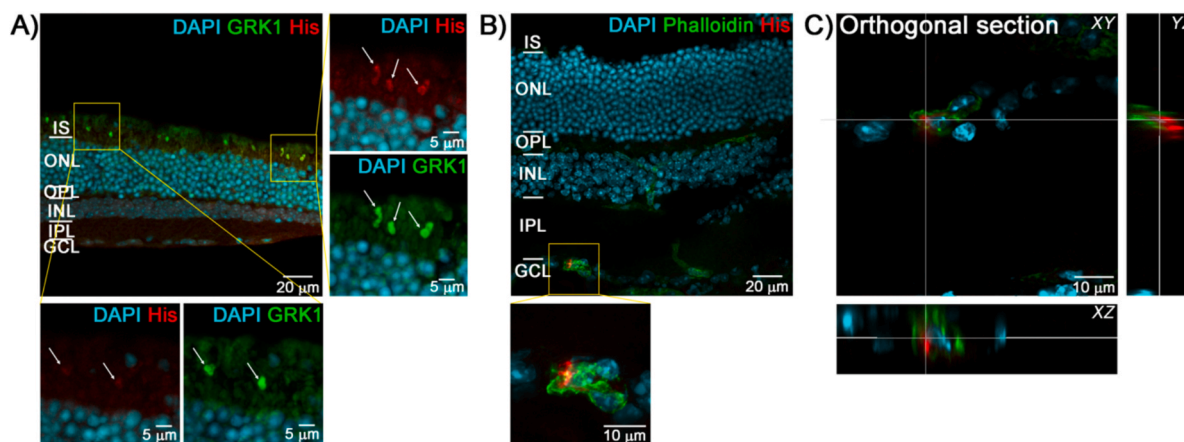 A)
DAPI GRK1 His
IS
ONL
OPL
INL
IPL
GCL
20 µm
DAPI His
5 µm
DAPI GRK1
5 µm
DAPI His
5 µm
DAPI GRK1
5 µm
B)
DAPI Phalloidin His
IS
ONL
OPL
INL
IPL
GCL
20 µm
10 µm
C)
Orthogonal section
XY
10 µm
YZ
XZ